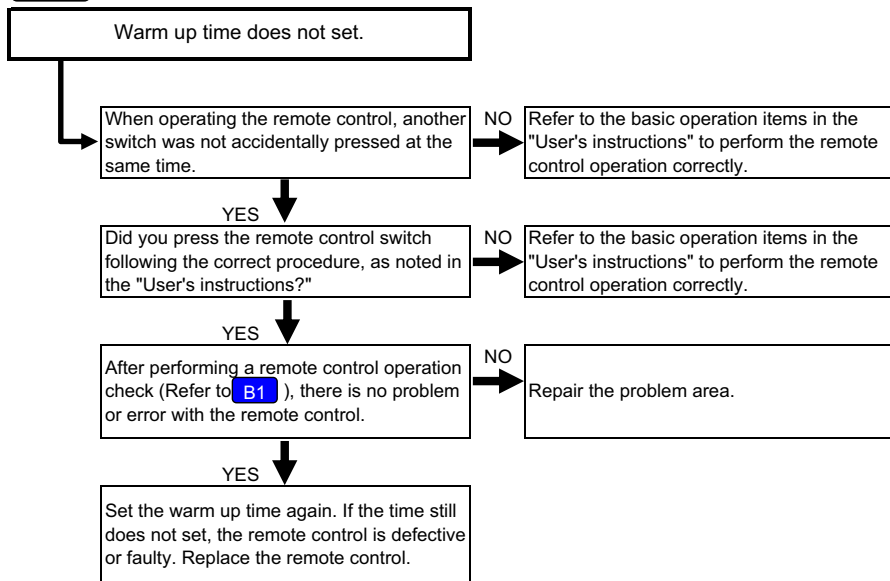 Warm up time does not set.
When operating the remote control, another
switch was not accidentally pressed at the
same time.
NO
Refer to the basic operation items in the
"User's instructions" to perform the remote
control operation correctly.
YES
Did you press the remote control switch
following the correct procedure, as noted in
the "User's instructions?"
NO
Refer to the basic operation items in the
"User's instructions" to perform the remote
control operation correctly.
YES
After performing a remote control operation
check (Refer to B1 ), there is no problem
or error with the remote control.
NO
Repair the problem area.
YES
Set the warm up time again. If the time still
does not set, the remote control is defective
or faulty. Replace the remote control.